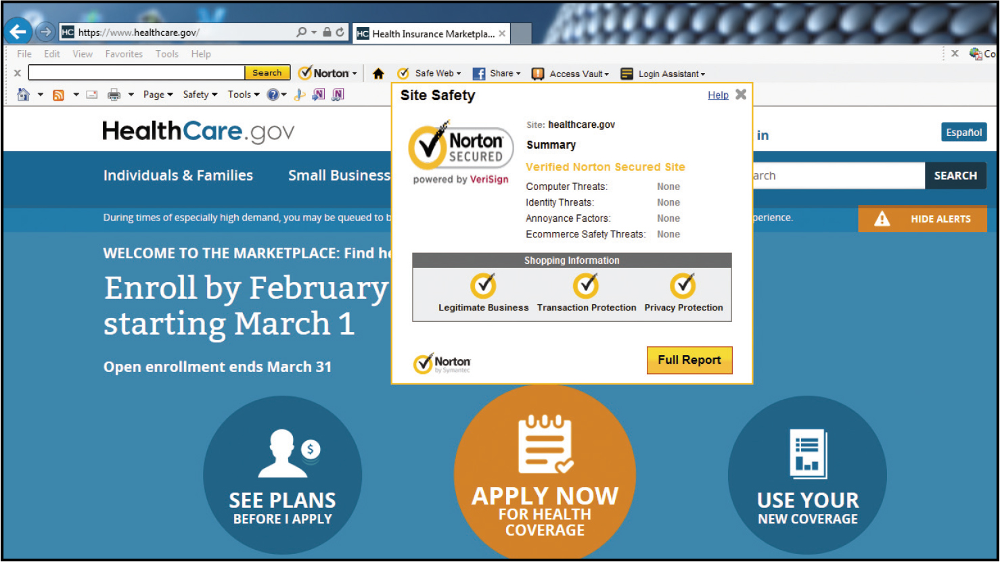 HC https://www.healthcare.gov/
HC Health Insurance Marketpla...
File Edit View Favorites Tools Help
x Co
x Search Norton Safe Web Share Access Vault Login Assistant
Page Safety Tools
Site Safety Help
HealthCare.gov
Norton
SECURED
powered by VeriSign
Site: healthcare.gov
Summary
Verified Norton Secured Site
Computer Threats: None
Identity Threats: None
Annoyance Factors: None
Ecommerce Safety Threats: None
Shopping Information
Legitimate Business Transaction Protection Privacy Protection
Norton
by Symantec
Full Report
in
Español
Individuals & Families Small Business
arch
SEARCH
During times of especially high demand, you may be queued to b
perience.
HIDE ALERTS
WELCOME TO THE MARKETPLACE: Find he
Enroll by February
starting March 1
Open enrollment ends March 31
SEE PLANS
BEFORE I APPLY
APPLY NOW
FOR HEALTH
COVERAGE
USE YOUR
NEW COVERAGE